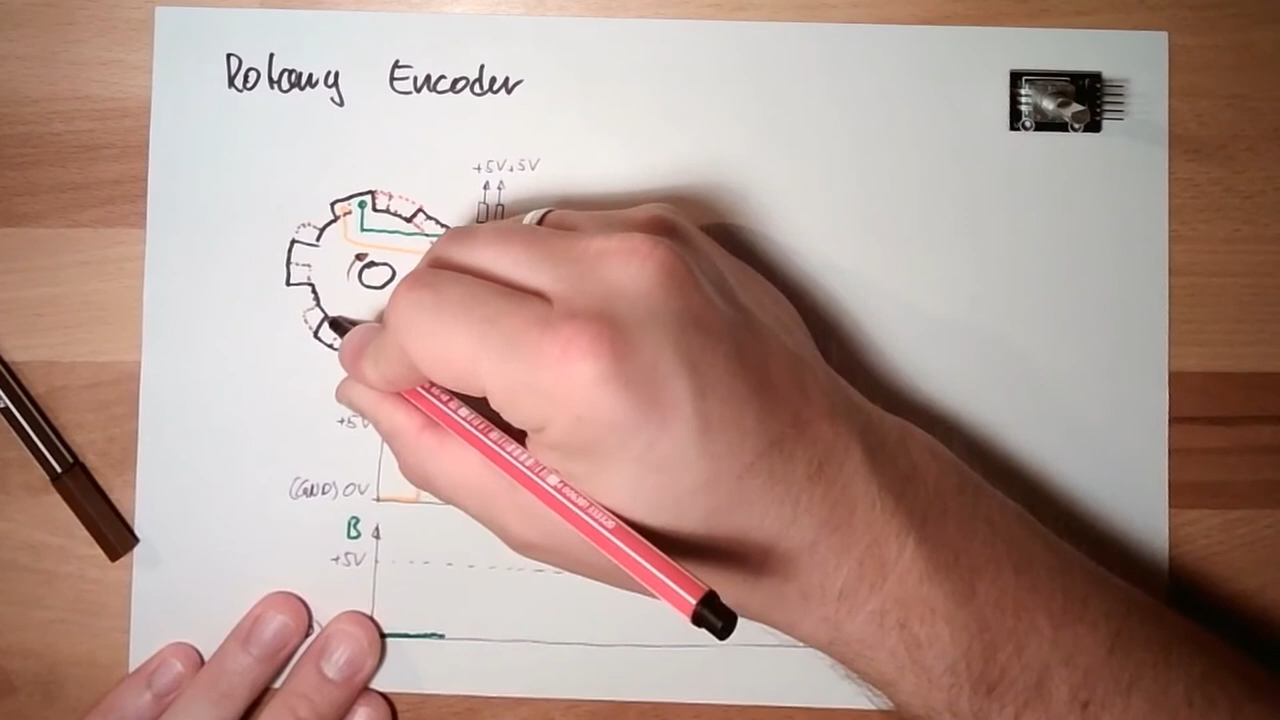 Rotary Encoder
+5V +5V
+5V
(GND) 0V
B
+5V